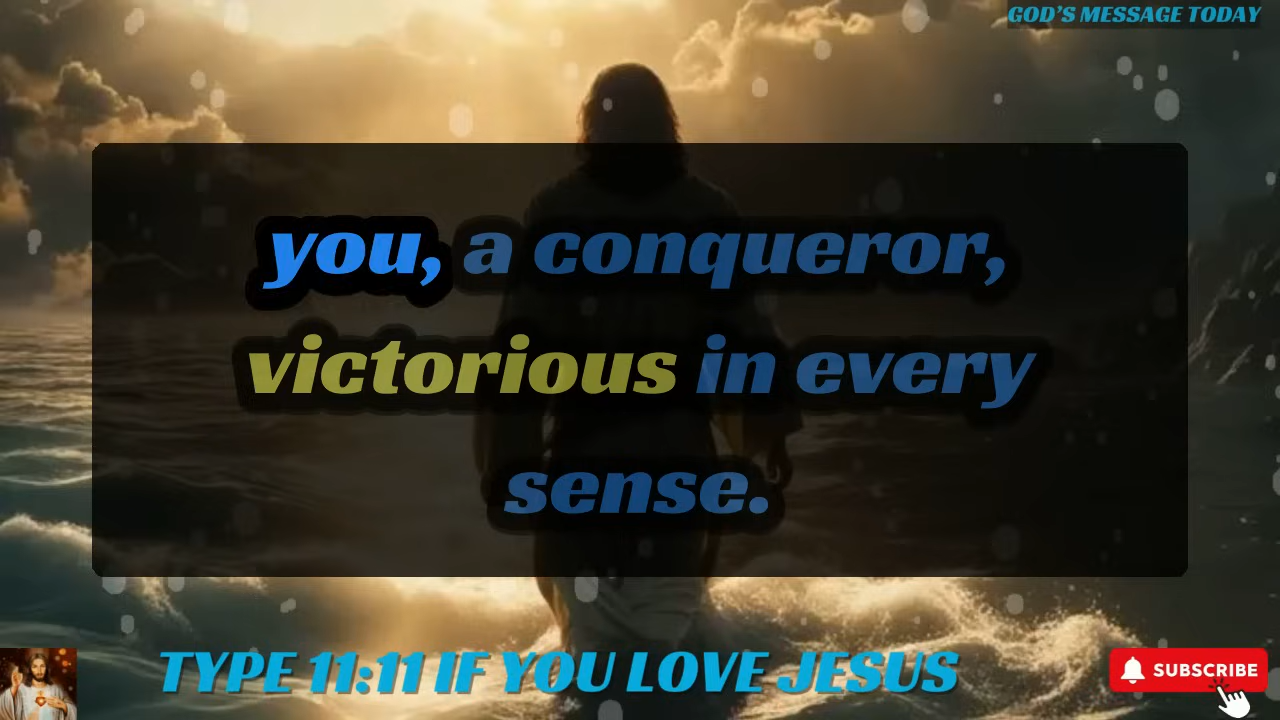 GOD'S MESSAGE TODAY
you, a conqueror,
victorious in every
sense.
TYPE 11:11 IF YOU LOVE JESUS
SUBSCRIBE